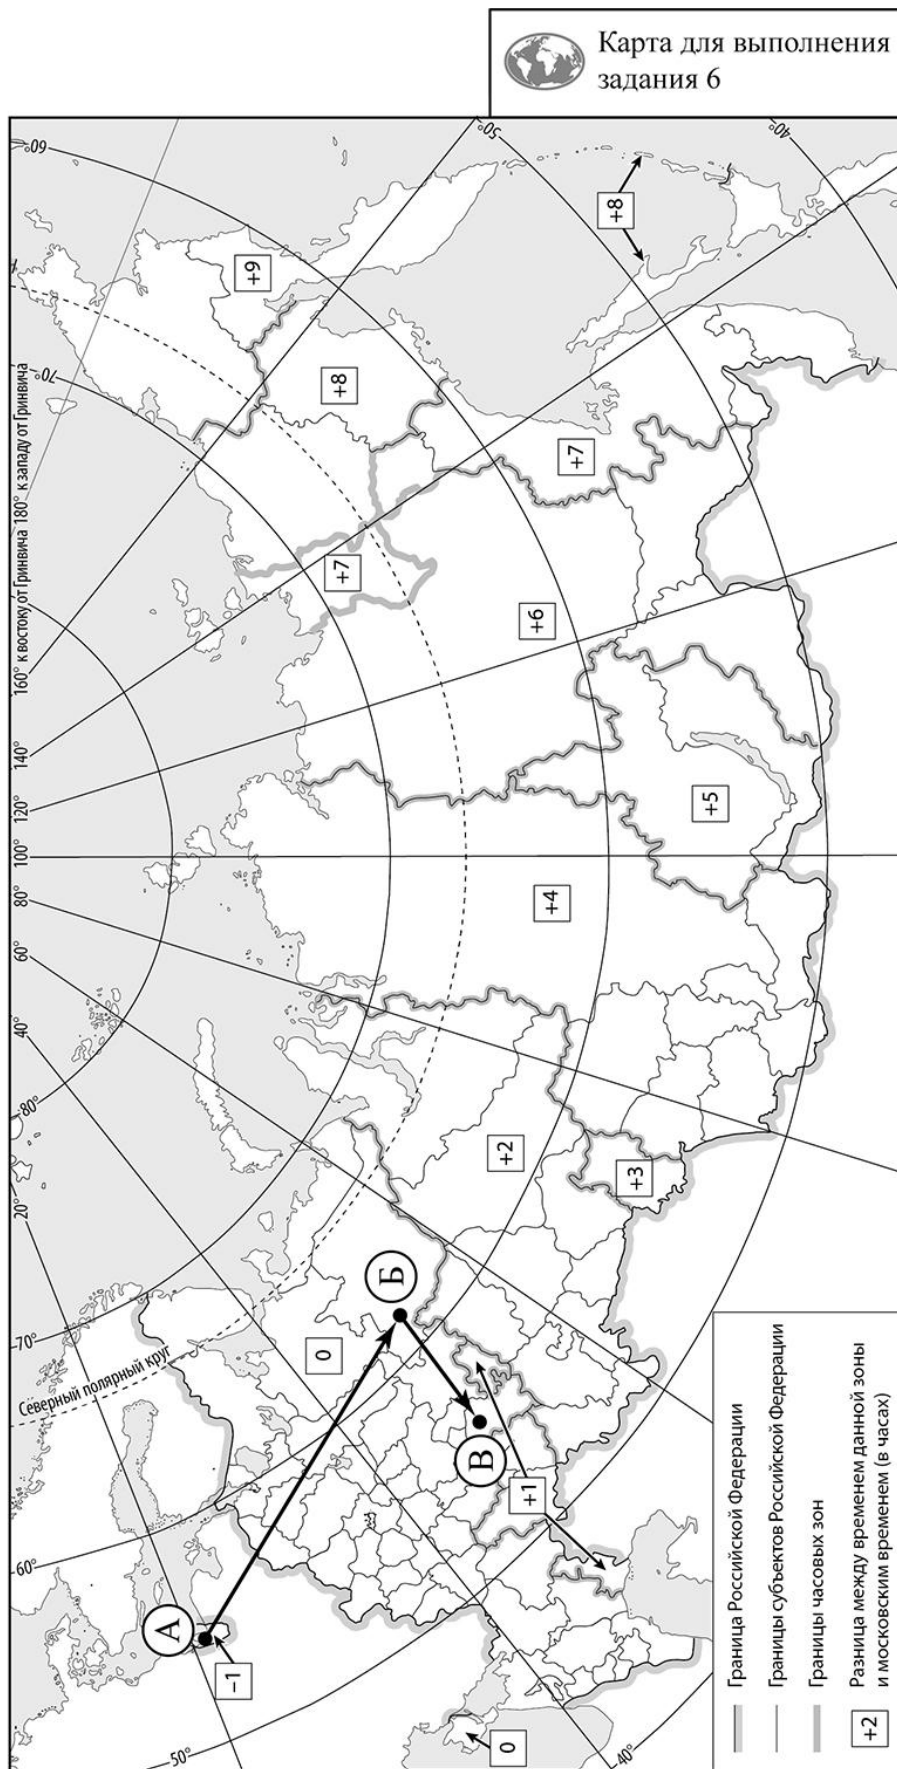 Карта для выполнения
задания 6
160° к востоку от Гринвича 180° к западу от Гринвича
140°
120°
100°
80°
60°
40°
20°
60°
70°
50°
40°
80°
70°
60°
50°
40°
Северный полярный круг
+9
+8
+8
+7
+7
+6
+5
+4
+3
+2
+1
0
0
−1
А
Б
В
Граница Российской Федерации
Границы субъектов Российской Федерации
Границы часовых зон
+2
Разница между временем данной зоны
и московским временем (в часах)